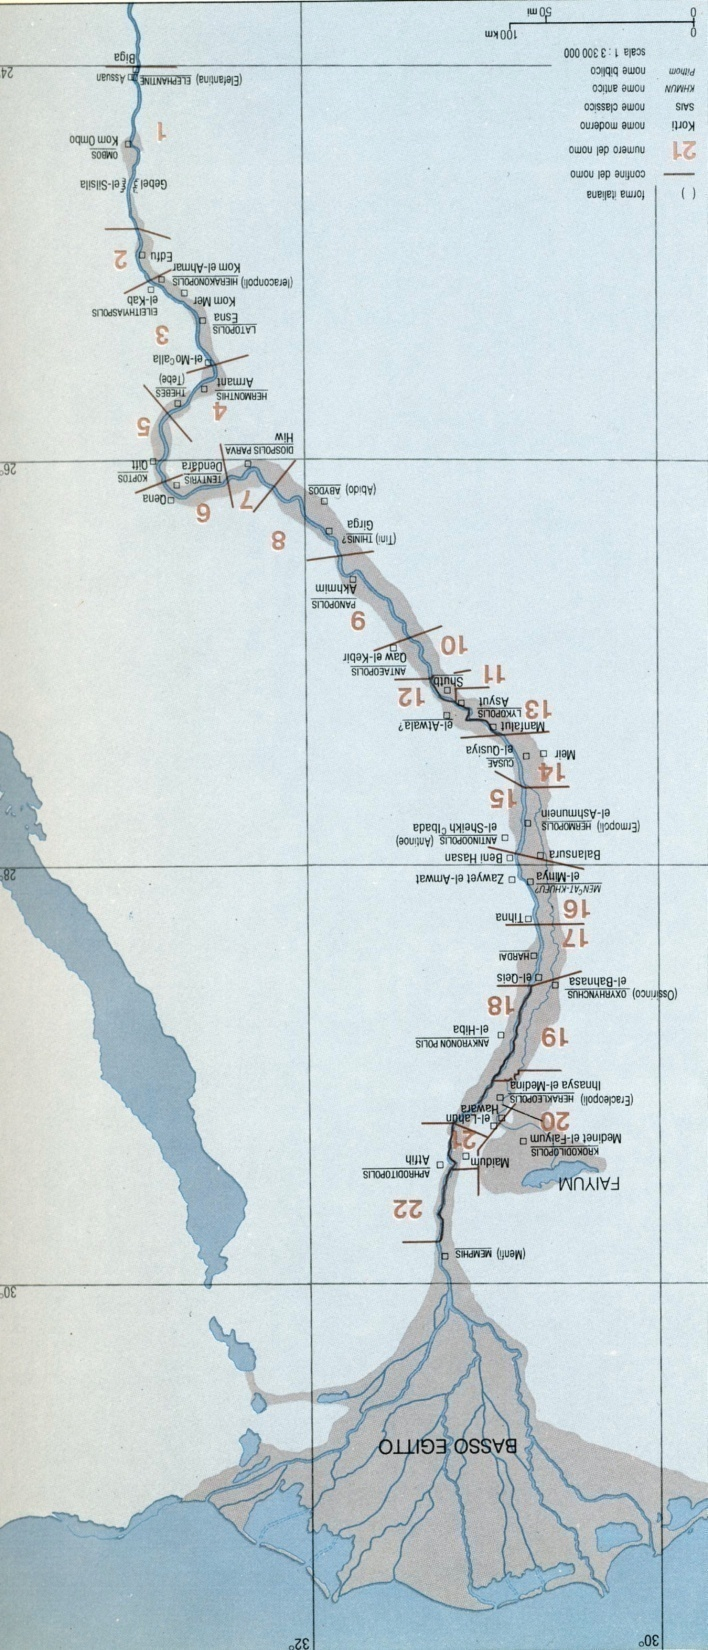 30°
32°
BASSO EGITTO
30°
(Menfi) MEMPHIS
22
FAIYUM
KROKODILOPOLIS
Medinet el-Faiyum
Maidum
APHRODITOPOLIS
Atfih
21
20
el-Lahun
Hawara
(Eracleopoli) HERAKLEOPOLIS
Ihnasya el-Medina
19
ANKYRONON POLIS
el-Hiba
18
(Ossirinco) OXYRHYNCHUS
el-Bahnasa
el-Qeis
HARDAI
17
16
Tihna
MEN'AT-KHUFU?
el-Minya
Zawyet el-Amwat
Balansura
Beni Hasan
(Ermopoli) HERMOPOLIS
el-Ashmunein
ANTINOOPOLIS (Antinoe)
el-Sheikh 'Ibada
15
14
Meir
CUSAE
el-Qusiya
Manfalut
el-Atwala?
13
LYKOPOLIS
Asyut
12
11
Shutb
10
ANTAEOPOLIS
Qaw el-Kebir
9
PANOPOLIS
Akhmim
(Tini) THINIS?
Girga
8
(Abido) ABYDOS
7
6
Qena
TENTYRIS
Dendara
KOPTOS
Qift
DIOSPOLIS PARVA
Hiw
5
4
THEBES
(Tebe)
HERMONTHIS
Armant
el-Mo'alla
3
LATOPOLIS
Esna
Kom Mer
EILEITHYIASPOLIS
el-Kab
(Ieraconpoli) HIERAKONPOLIS
Kom el-Ahmar
2
Edfu
Gebel el-Silsila
OMBOS
Kom Ombo
1
(Elefantina) ELEPHANTINE
Assuan
Biga
28°
26°
24°
( ) forma italiana
confine del nomo
21 numero del nomo
Korti nome moderno
SAIS nome classico
KHMUN nome antico
Pithom nome biblico
scala 1 : 3 300 000
0 100 km
0 50 mi